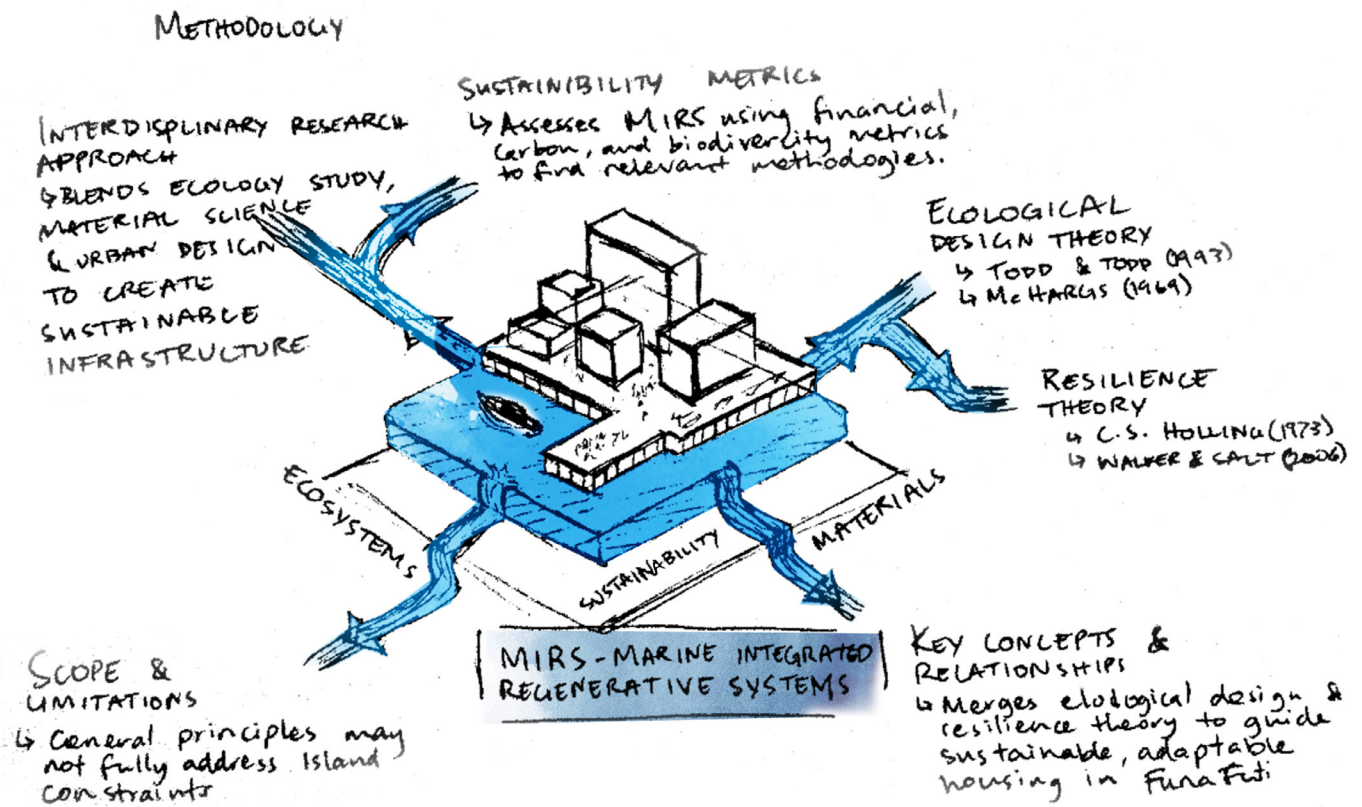 METHODOLOGY
INTERDISPLINARY RESEARCH
APPROACH
↳ BLENDS ECOLOGY STUDY,
MATERIAL SCIENCE
& URBAN DESIGN
TO CREATE
SUSTAINABLE
INFRASTRUCTURE
SUSTAINIBILITY METRICS
↳ Assesses MIRS using financial,
carbon, and biodivercity metrics
to find relevant methodologies.
ECOLOGICAL
DESIGN THEORY
↳ TODD & TODD (1993)
↳ McHARGS (1969)
RESILIENCE
THEORY
↳ C.S. HOLLING (1973)
↳ WALKER & SALT (2006)
ECOSYSTEMS
SUSTAINABILITY
MATERIALS
MIRS-MARINE INTEGRATED
REGENERATIVE SYSTEMS
SCOPE &
LIMITATIONS
↳ General principles may
not fully address Island
constraints
KEY CONCEPTS &
RELATIONSHIPS
↳ Merges elological design &
resilience theory to guide
sustainable, adaptable
housing in FunaFuti